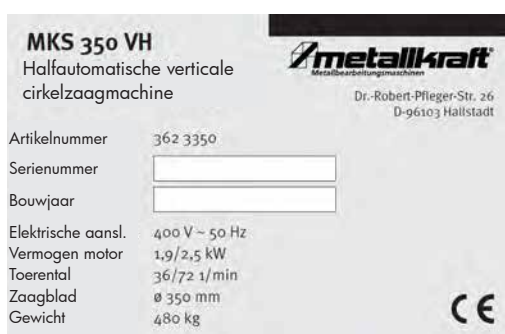 MKS 350 VH
Halfautomatische verticale
cirkelzaagmachine
metallkraft®
Metallbearbeitungsmaschinen
Dr.-Robert-Pfleger-Str. 26
D-96103 Hallstadt
Artikelnummer 362 3350
Serienummer
Bouwjaar
Elektrische aansl. 400 V ~ 50 Hz
Vermogen motor 1,9/2,5 kW
Toerental 36/72 1/min
Zaagblad ø 350 mm
Gewicht 480 kg
CE